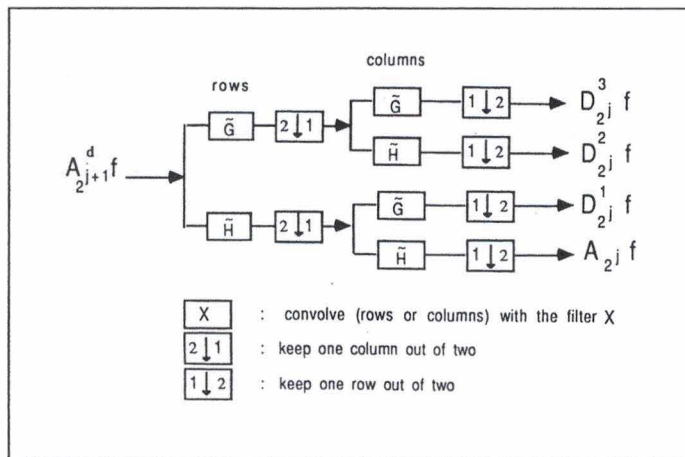 columns
rows
G̃ 1↓2 D³₂ⱼ f
G̃ 2↓1
H̃ 1↓2 D²₂ⱼ f
Aᵈ₂ⱼ₊₁ f
G̃ 1↓2 D¹₂ⱼ f
H̃ 2↓1
H̃ 1↓2 A₂ⱼ f
X : convolve (rows or columns) with the filter X
2↓1 : keep one column out of two
1↓2 : keep one row out of two